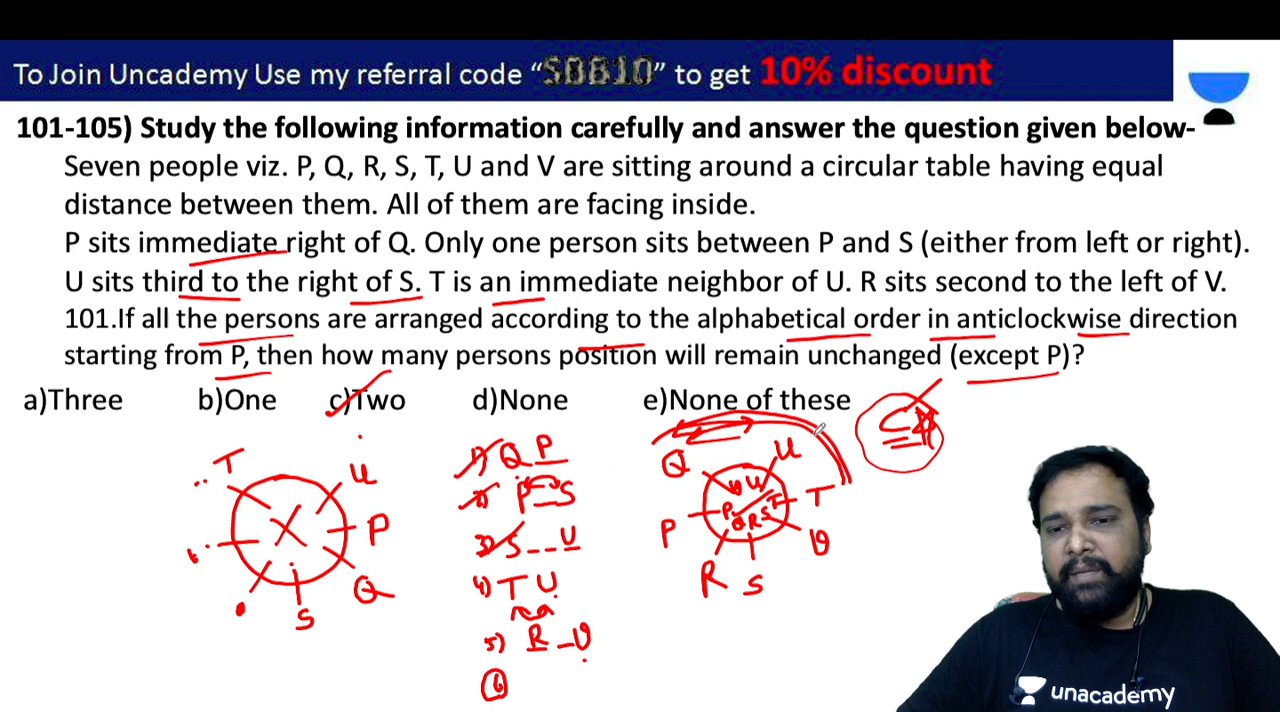 To Join Uncademy Use my referral code “SBB10” to get 10% discount
101-105) Study the following information carefully and answer the question given below-
Seven people viz. P, Q, R, S, T, U and V are sitting around a circular table having equal
distance between them. All of them are facing inside.
P sits immediate right of Q. Only one person sits between P and S (either from left or right).
U sits third to the right of S. T is an immediate neighbor of U. R sits second to the left of V.
101.If all the persons are arranged according to the alphabetical order in anticlockwise direction
starting from P, then how many persons position will remain unchanged (except P)?
a)Three b)One c)Two d)None e)None of these
T U P Q S
1) Q P
2) P _ S
3) S _ _ U
4) T U
5) R _ V
6
Q U T V S R P
P Q R S T U V
unacademy